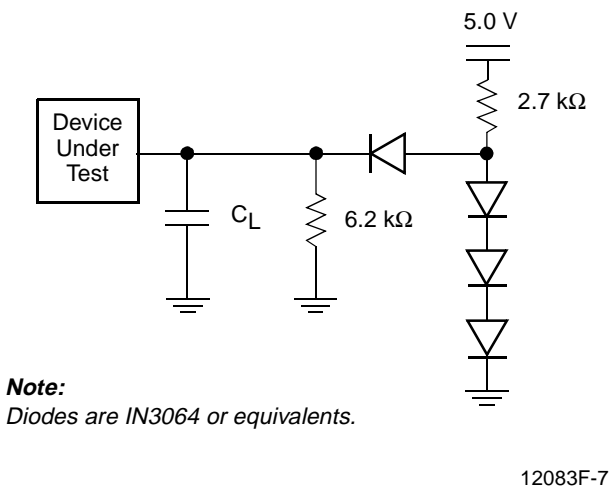 5.0 V
2.7 kΩ
Device
Under
Test
CL
6.2 kΩ
Note:
Diodes are IN3064 or equivalents.
12083F-7